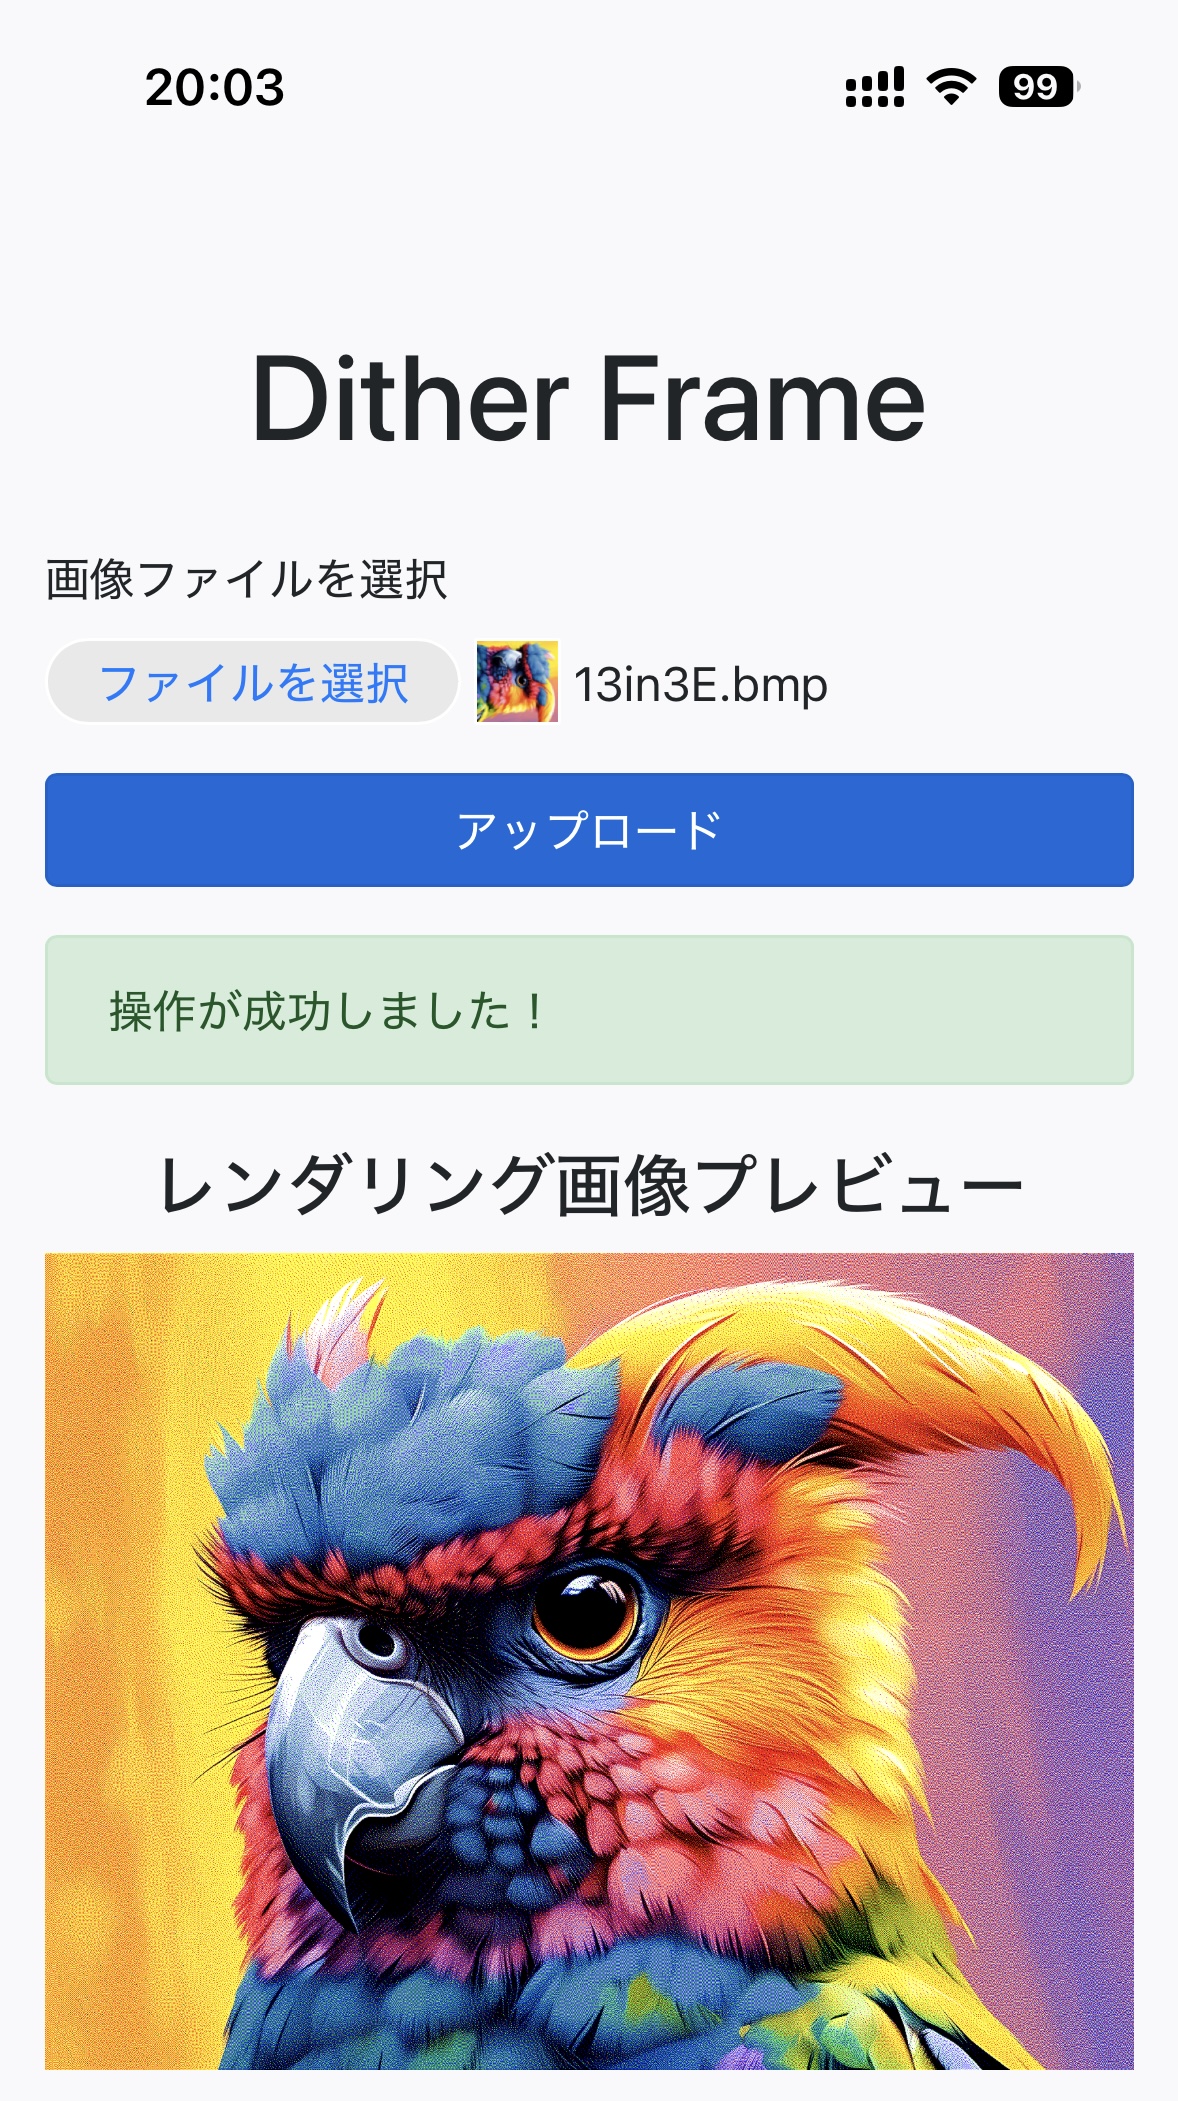 20:03
99
Dither Frame
画像ファイルを選択
ファイルを選択 13in3E.bmp
アップロード
操作が成功しました！
レンダリング画像プレビュー